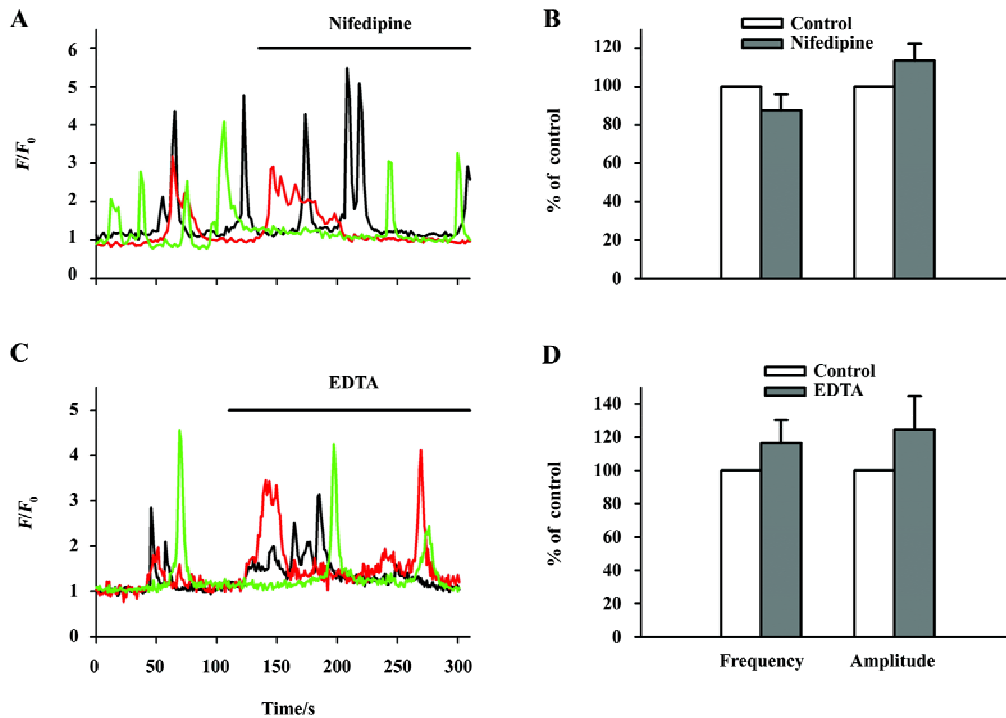 A
Nifedipine
6
5
4
3
2
1
0
F/F0
B
Control
Nifedipine
120
100
80
60
40
20
0
% of control
C
EDTA
5
4
3
2
1
0
F/F0
0 50 100 150 200 250 300
Time/s
D
Control
EDTA
140
120
100
80
60
40
20
0
% of control
Frequency Amplitude